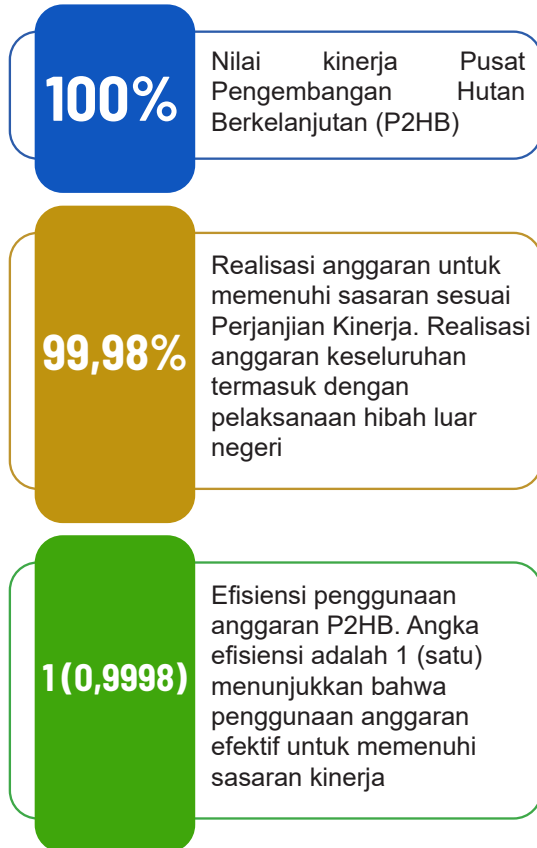 100%
Nilai kinerja Pusat
Pengembangan Hutan
Berkelanjutan (P2HB)
99,98%
Realisasi anggaran untuk
memenuhi sasaran sesuai
Perjanjian Kinerja. Realisasi
anggaran keseluruhan
termasuk dengan
pelaksanaan hibah luar
negeri
1 (0,9998)
Efisiensi penggunaan
anggaran P2HB. Angka
efisiensi adalah 1 (satu)
menunjukkan bahwa
penggunaan anggaran
efektif untuk memenuhi
sasaran kinerja